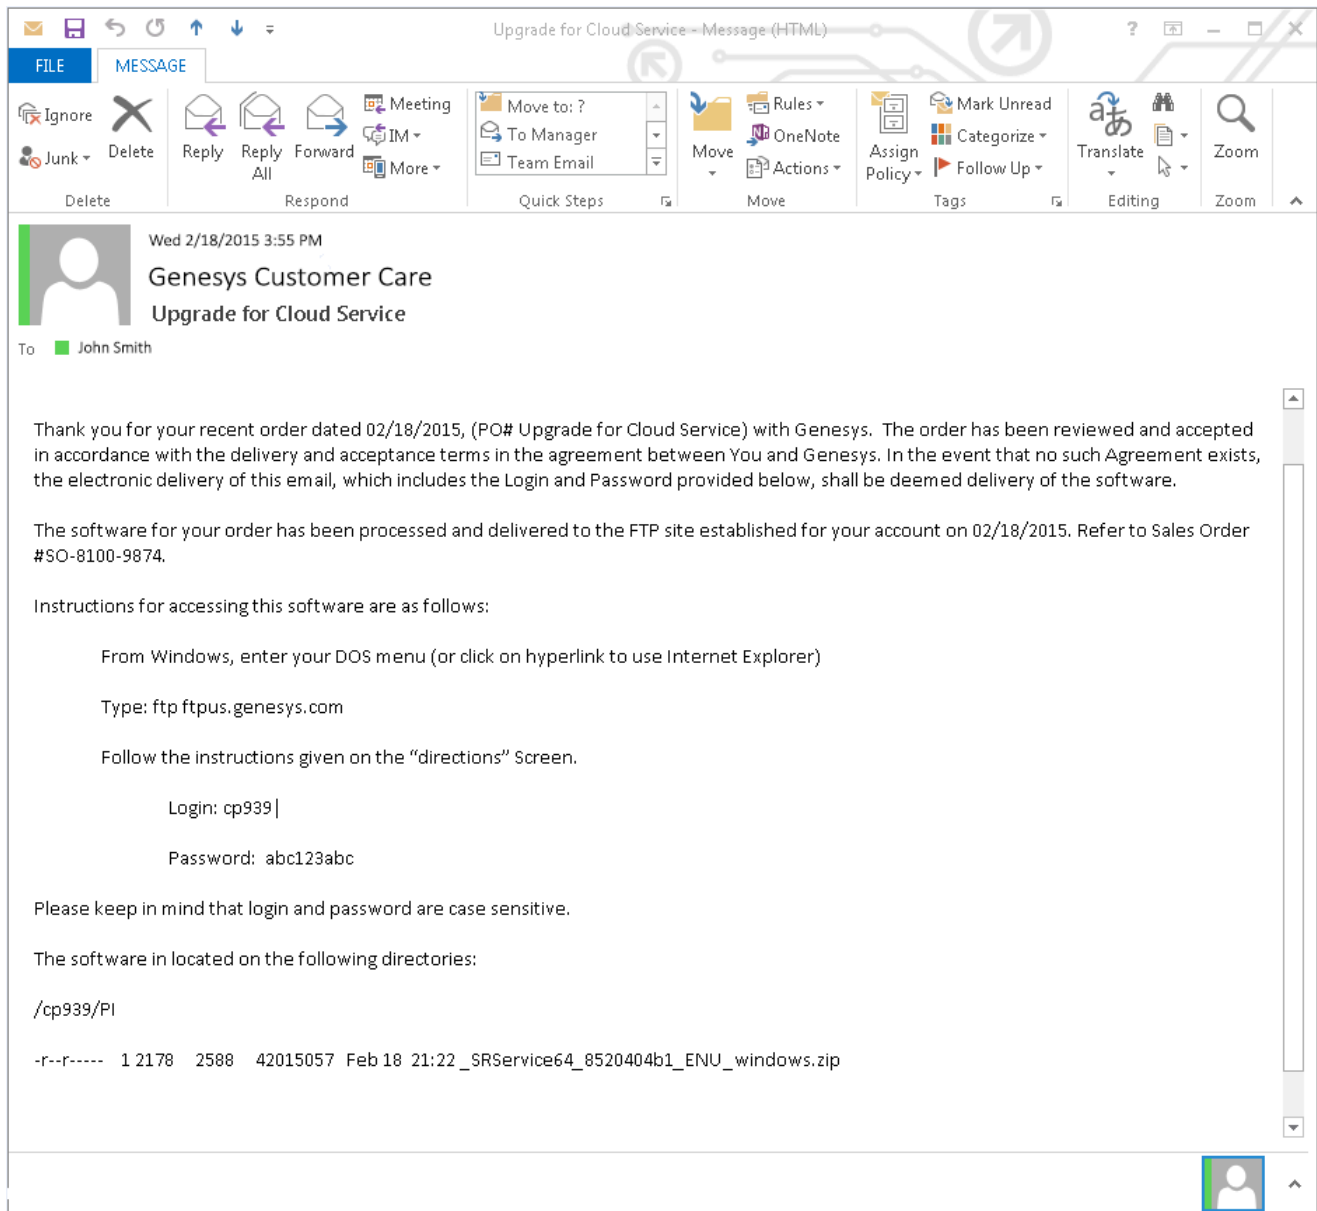 Upgrade for Cloud Service - Message (HTML)
?
FILE
MESSAGE
Ignore
Junk
Delete
Reply
Reply All
Forward
Meeting
IM
More
Move to: ?
To Manager
Team Email
Move
Rules
OneNote
Actions
Assign Policy
Mark Unread
Categorize
Follow Up
Translate
Zoom
Delete
Respond
Quick Steps
Move
Tags
Editing
Zoom
Wed 2/18/2015 3:55 PM
Genesys Customer Care
Upgrade for Cloud Service
To John Smith
Thank you for your recent order dated 02/18/2015, (PO# Upgrade for Cloud Service) with Genesys. The order has been reviewed and accepted
in accordance with the delivery and acceptance terms in the agreement between You and Genesys. In the event that no such Agreement exists,
the electronic delivery of this email, which includes the Login and Password provided below, shall be deemed delivery of the software.
The software for your order has been processed and delivered to the FTP site established for your account on 02/18/2015. Refer to Sales Order
#SO-8100-9874.
Instructions for accessing this software are as follows:
From Windows, enter your DOS menu (or click on hyperlink to use Internet Explorer)
Type: ftp ftpus.genesys.com
Follow the instructions given on the “directions” Screen.
Login: cp939
Password: abc123abc
Please keep in mind that login and password are case sensitive.
The software in located on the following directories:
/cp939/PI
-r--r----- 1 2178 2588 42015057 Feb 18 21:22 _SRService64_8520404b1_ENU_windows.zip